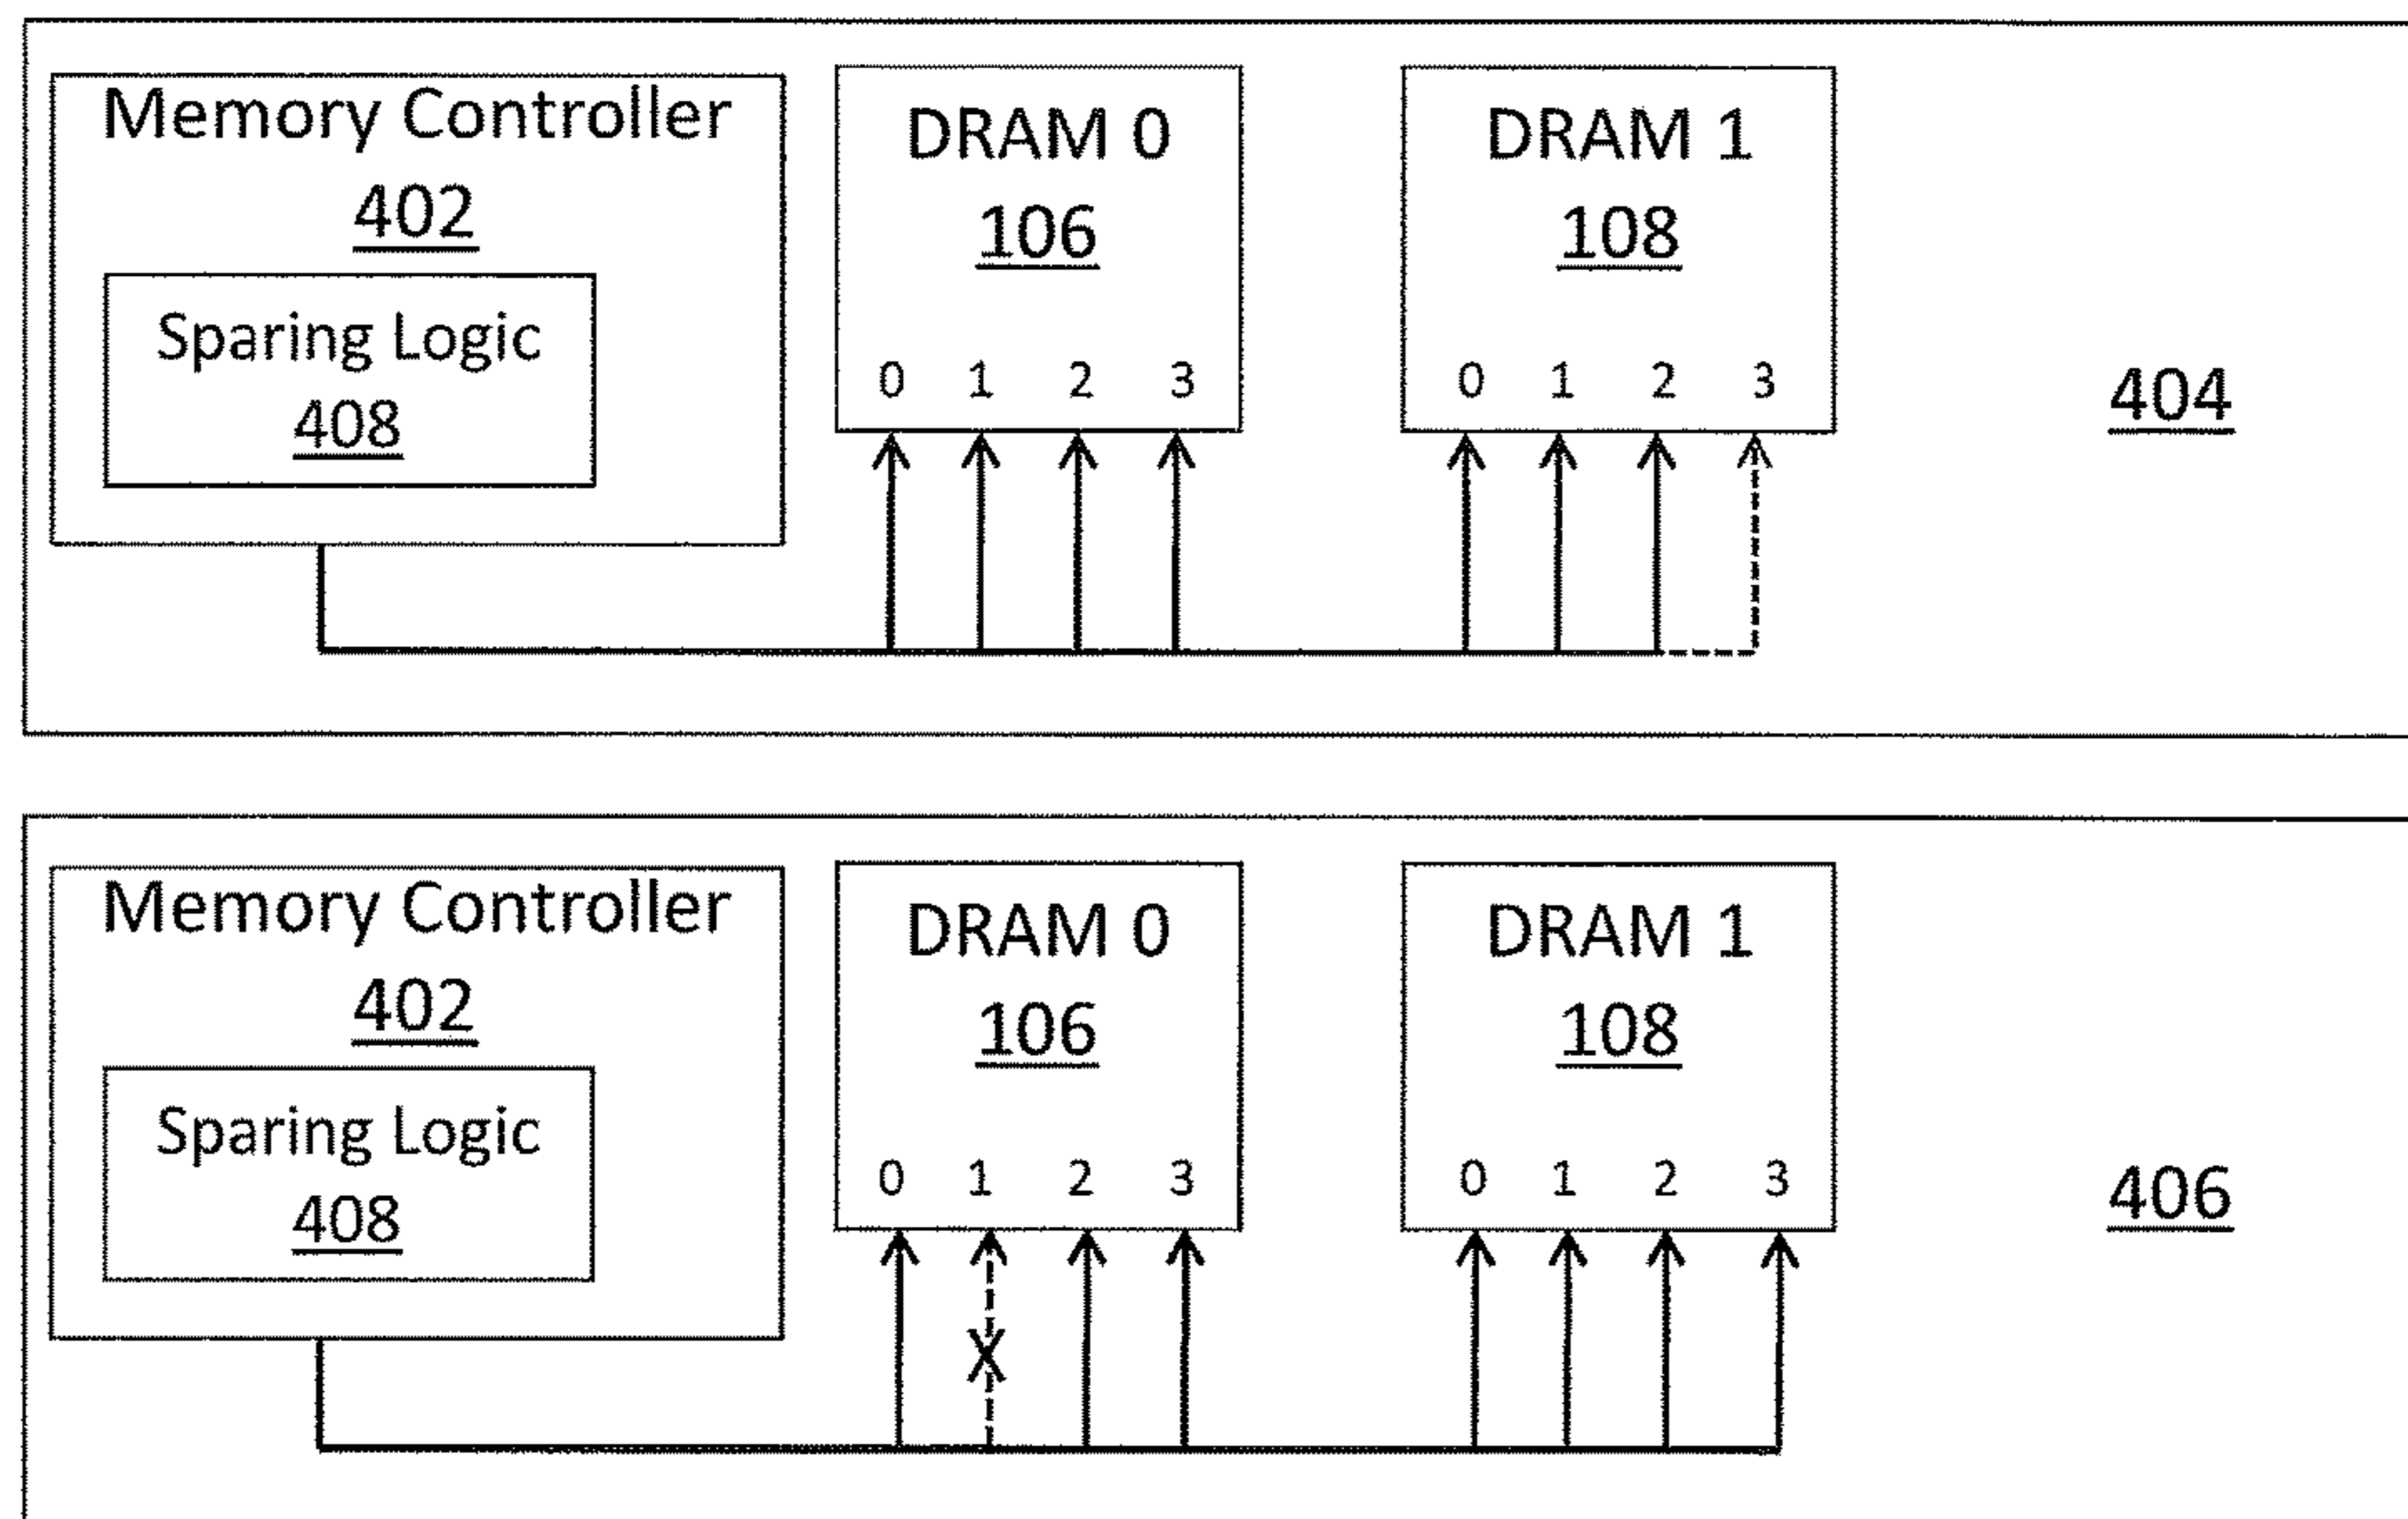 Memory Controller
402
Sparing Logic
408
DRAM 0
106
0 1 2 3
DRAM 1
108
0 1 2 3
404
Memory Controller
402
Sparing Logic
408
DRAM 0
106
0 1 2 3
X
DRAM 1
108
0 1 2 3
406